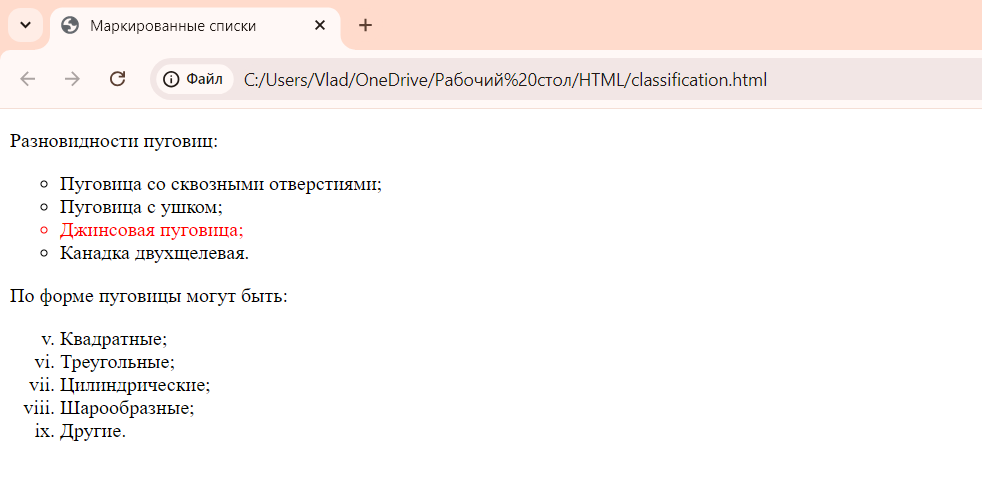 Маркированные списки
Файл C:/Users/Vlad/OneDrive/Рабочий%20стол/HTML/classification.html
Разновидности пуговиц:
Пуговица со сквозными отверстиями;
Пуговица с ушком;
Джинсовая пуговица;
Канадка двухщелевая.
По форме пуговицы могут быть:
v. Квадратные;
vi. Треугольные;
vii. Цилиндрические;
viii. Шарообразные;
ix. Другие.